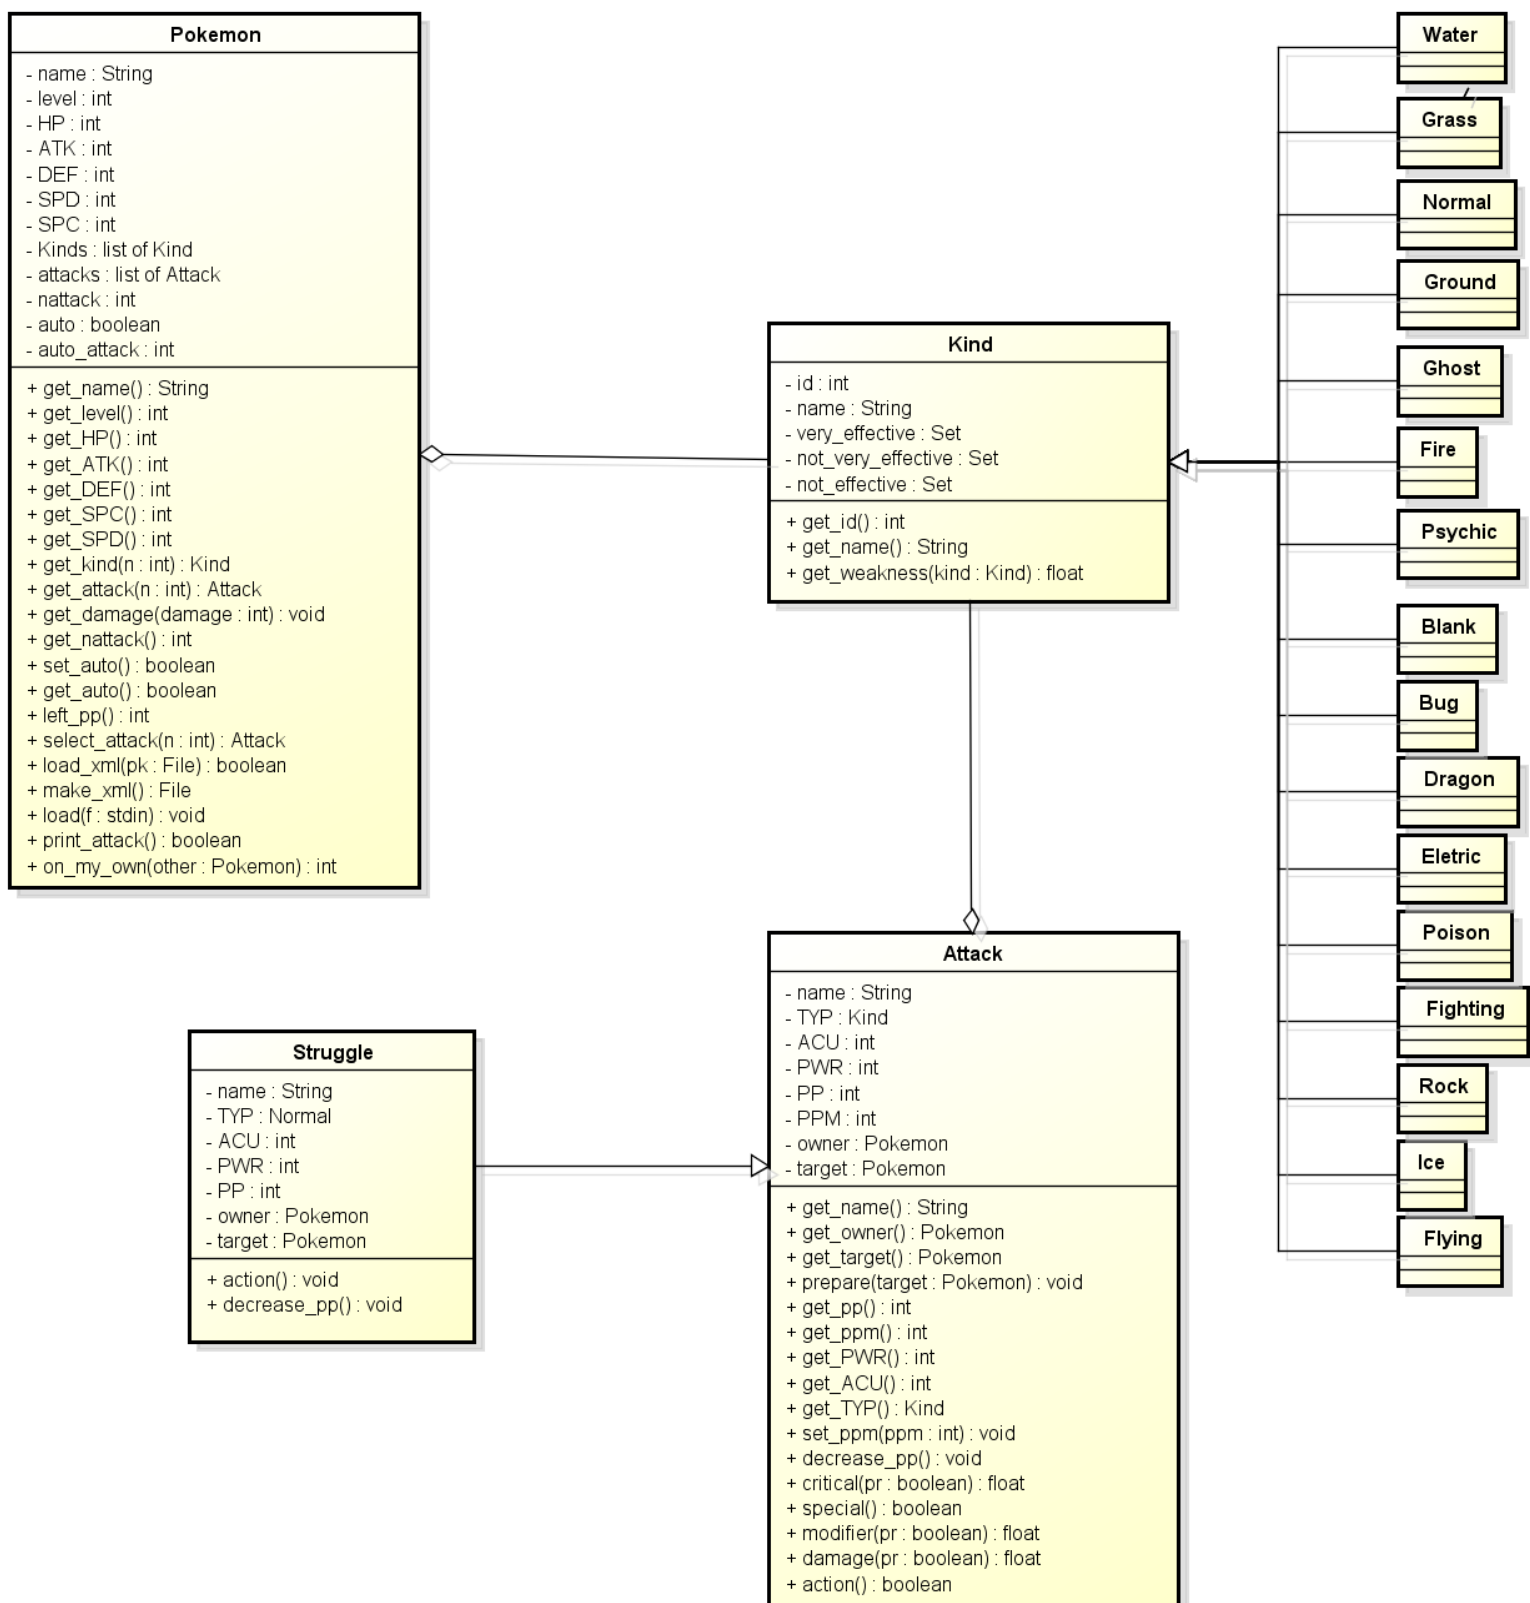 Pokemon
- name : String
- level : int
- HP : int
- ATK : int
- DEF : int
- SPD : int
- SPC : int
- Kinds : list of Kind
- attacks : list of Attack
- nattack : int
- auto : boolean
- auto_attack : int
+ get_name() : String
+ get_level() : int
+ get_HP() : int
+ get_ATK() : int
+ get_DEF() : int
+ get_SPC() : int
+ get_SPD() : int
+ get_kind(n : int) : Kind
+ get_attack(n : int) : Attack
+ get_damage(damage : int) : void
+ get_nattack() : int
+ set_auto() : boolean
+ get_auto() : boolean
+ left_pp() : int
+ select_attack(n : int) : Attack
+ load_xml(pk : File) : boolean
+ make_xml() : File
+ load(f : stdin) : void
+ print_attack() : boolean
+ on_my_own(other : Pokemon) : int
Kind
- id : int
- name : String
- very_effective : Set
- not_very_effective : Set
- not_effective : Set
+ get_id() : int
+ get_name() : String
+ get_weakness(kind : Kind) : float
Water
Grass
Normal
Ground
Ghost
Fire
Psychic
Blank
Bug
Dragon
Eletric
Poison
Fighting
Rock
Ice
Flying
Struggle
- name : String
- TYP : Normal
- ACU : int
- PWR : int
- PP : int
- owner : Pokemon
- target : Pokemon
+ action() : void
+ decrease_pp() : void
Attack
- name : String
- TYP : Kind
- ACU : int
- PWR : int
- PP : int
- PPM : int
- owner : Pokemon
- target : Pokemon
+ get_name() : String
+ get_owner() : Pokemon
+ get_target() : Pokemon
+ prepare(target : Pokemon) : void
+ get_pp() : int
+ get_ppm() : int
+ get_PWR() : int
+ get_ACU() : int
+ get_TYP() : Kind
+ set_ppm(ppm : int) : void
+ decrease_pp() : void
+ critical(pr : boolean) : float
+ special() : boolean
+ modifier(pr : boolean) : float
+ damage(pr : boolean) : float
+ action() : boolean